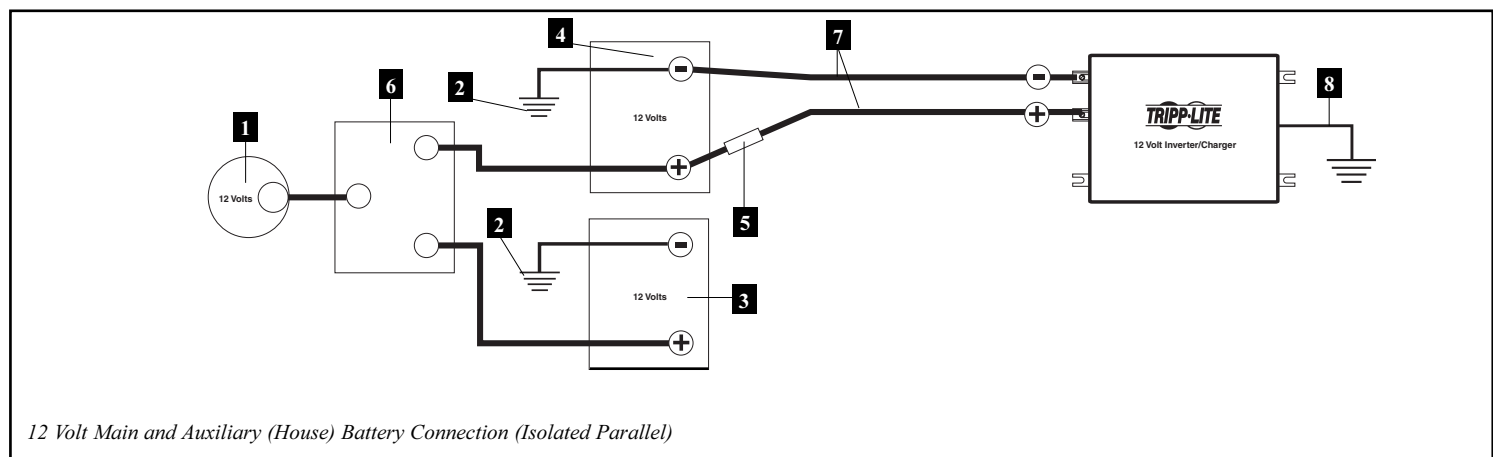 4
7
6
2
8
1
12 Volts
TRIPP·LITE
12 Volt Inverter/Charger
12 Volts
5
2
12 Volts
3
12 Volt Main and Auxiliary (House) Battery Connection (Isolated Parallel)